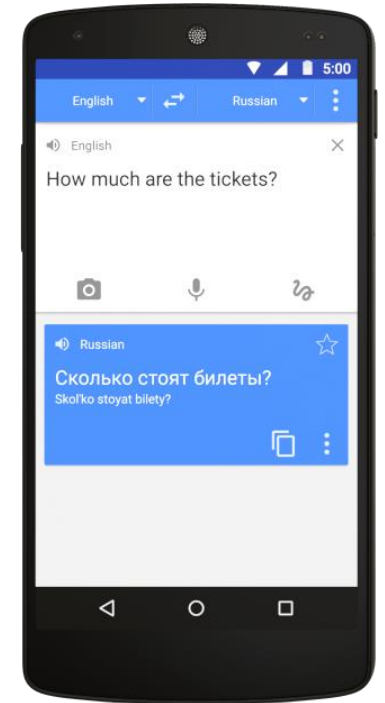 5:00
English Russian
English
How much are the tickets?
Russian
Сколько стоят билеты?
Skol'ko stoyat bilety?